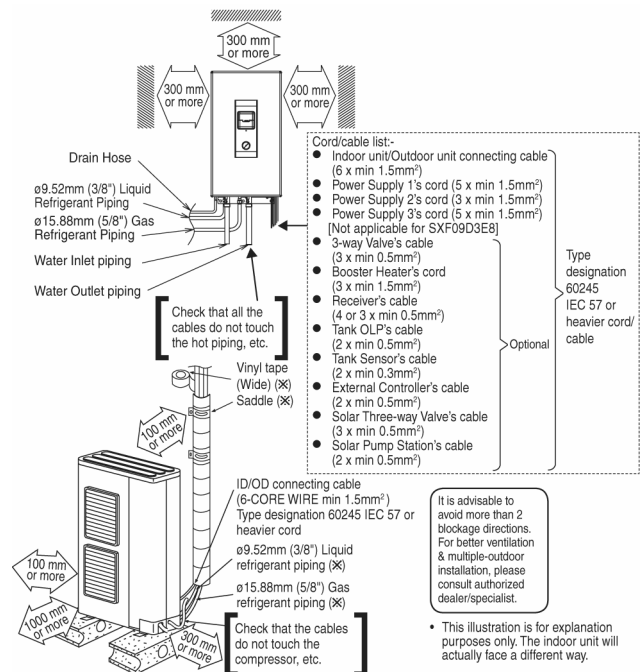 300 mm
or more
300 mm
or more
300 mm
or more
Drain Hose
ø9.52mm (3/8") Liquid
Refrigerant Piping
ø15.88mm (5/8") Gas
Refrigerant Piping
Water Inlet piping
Water Outlet piping
Check that all the
cables do not touch
the hot piping, etc.
Cord/cable list:-
● Indoor unit/Outdoor unit connecting cable
(6 x min 1.5mm²)
● Power Supply 1's cord (5 x min 1.5mm²)
● Power Supply 2's cord (3 x min 1.5mm²)
● Power Supply 3's cord (5 x min 1.5mm²)
[Not applicable for SXF09D3E8]
● 3-way Valve's cable
(3 x min 0.5mm²)
● Booster Heater's cord
(3 x min 1.5mm²)
● Receiver's cable
(4 or 3 x min 0.5mm²)
● Tank OLP's cable
(2 x min 0.5mm²)
● Tank Sensor's cable
(2 x min 0.3mm²)
● External Controller's cable
(2 x min 0.5mm²)
● Solar Three-way Valve's cable
(3 x min 0.5mm²)
● Solar Pump Station's cable
(2 x min 0.5mm²)
Optional
Type
designation
60245
IEC 57 or
heavier cord/
cable
Vinyl tape
(Wide) (※)
Saddle (※)
100 mm
or more
ID/OD connecting cable
(6-CORE WIRE min 1.5mm²)
Type designation 60245 IEC 57 or
heavier cord
ø9.52mm (3/8") Liquid
refrigerant piping (※)
ø15.88mm (5/8") Gas
refrigerant piping (※)
100 mm
or more
1000 mm
or more
300 mm
or more
Check that the cables
do not touch the
compressor, etc.
It is advisable to
avoid more than 2
blockage directions.
For better ventilation
& multiple-outdoor
installation, please
consult authorized
dealer/specialist.
• This illustration is for explanation
purposes only. The indoor unit will
actually face a different way.